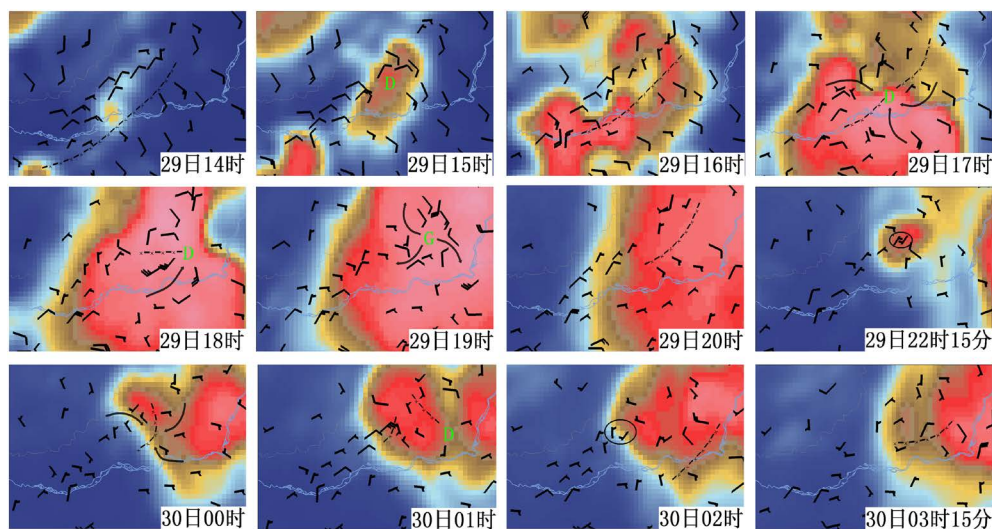 29日14时
D
29日15时
29日16时
D
29日17时
D
29日18时
G
29日19时
29日20时
29日22时15分
30日00时
D
30日01时
30日02时
30日03时15分